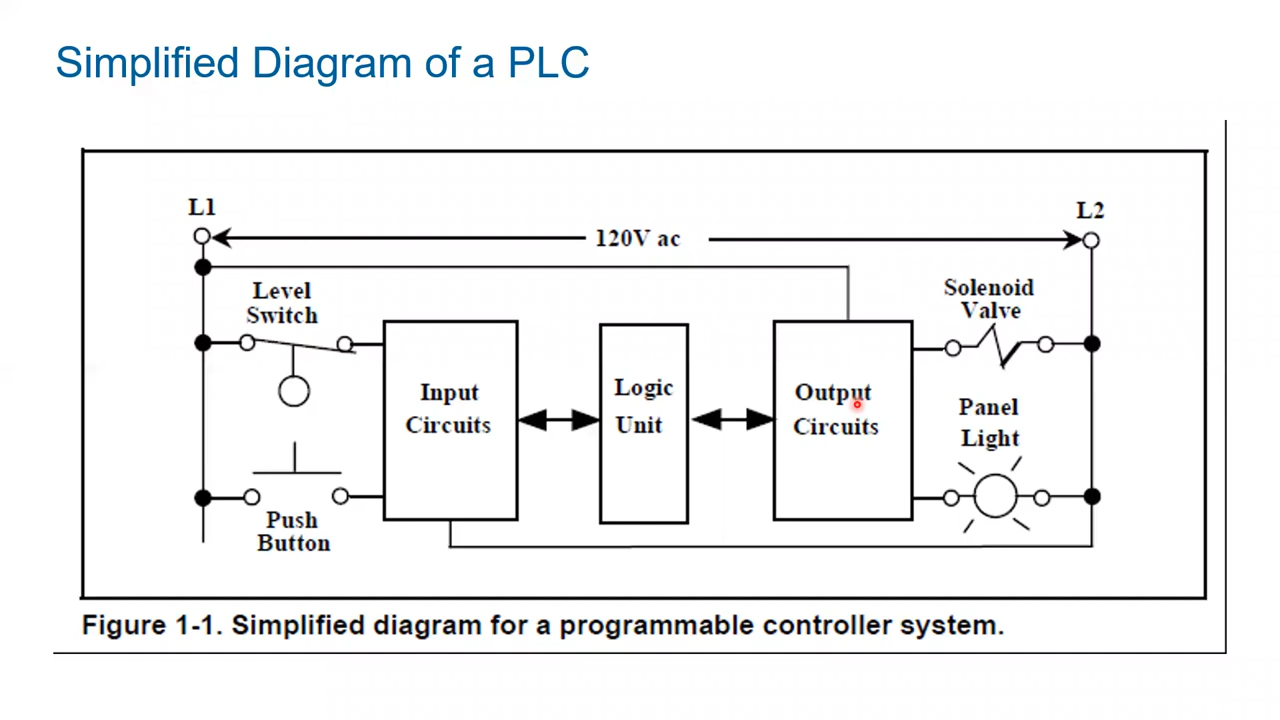 Simplified Diagram of a PLC
L1
L2
120V ac
Level
Switch
Solenoid
Valve
Input
Circuits
Logic
Unit
Output
Circuits
Panel
Light
Push
Button
Figure 1-1. Simplified diagram for a programmable controller system.